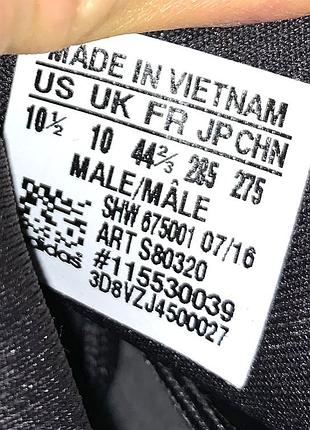 MADE IN VIETNAM
US UK FR JP CHN
10½ 10 44⅔ 285 275
MALE/MÂLE
SHW 675001 07/16
ART S80320
#115530039
3D8VZJ4500027
adidas